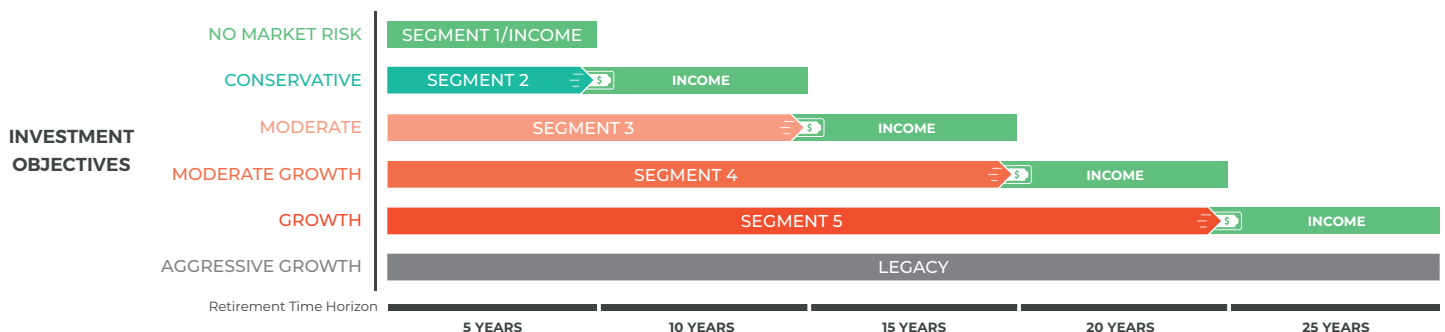 NO MARKET RISK
SEGMENT 1/INCOME
CONSERVATIVE
SEGMENT 2
$
INCOME
INVESTMENT
OBJECTIVES
MODERATE
SEGMENT 3
$
INCOME
MODERATE GROWTH
SEGMENT 4
$
INCOME
GROWTH
SEGMENT 5
$
INCOME
AGGRESSIVE GROWTH
LEGACY
Retirement Time Horizon
5 YEARS
10 YEARS
15 YEARS
20 YEARS
25 YEARS